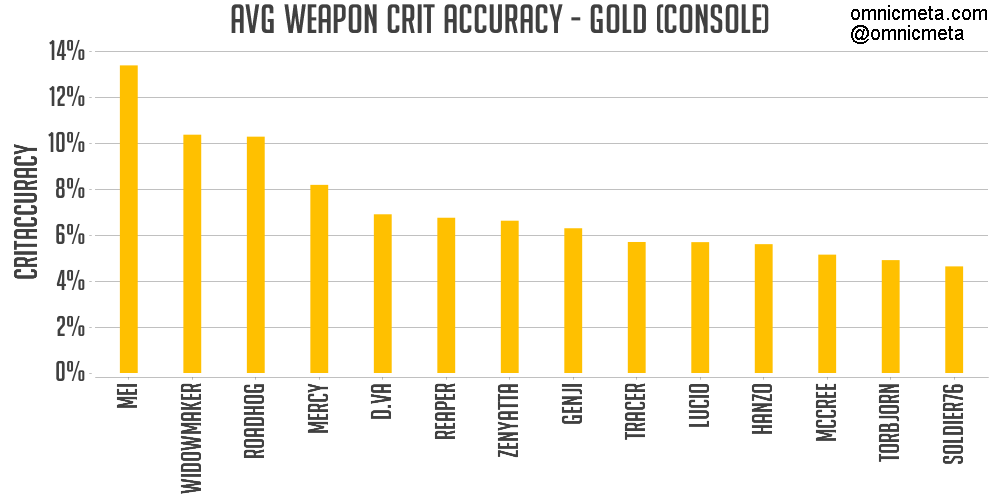 AVG WEAPON CRIT ACCURACY - GOLD (CONSOLE)
omnicmeta.com
@omnicmeta
CRITACCURACY
14%
12%
10%
8%
6%
4%
2%
0%
MEI
WIDOWMAKER
ROADHOG
MERCY
D.VA
REAPER
ZENYATTA
GENJI
TRACER
LUCIO
HANZO
MCCREE
TORBJORN
SOLDIER76